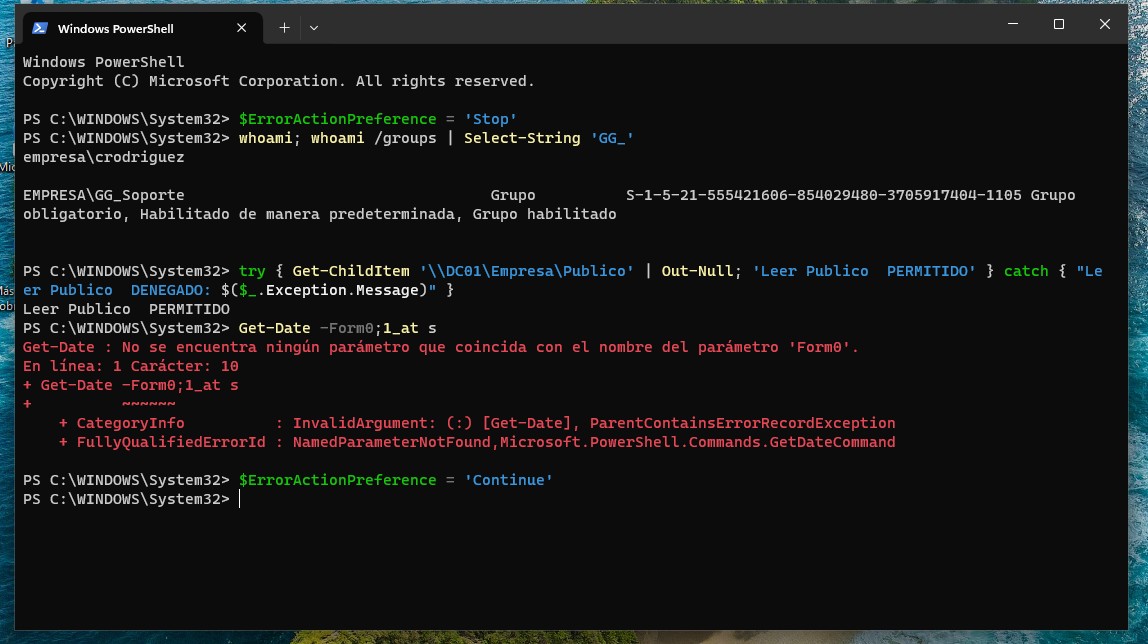 Windows PowerShell
Windows PowerShell
Copyright (C) Microsoft Corporation. All rights reserved.
PS C:\WINDOWS\System32> $ErrorActionPreference = 'Stop'
PS C:\WINDOWS\System32> whoami; whoami /groups | Select-String 'GG_'
empresa\crodriguez
EMPRESA\GG_Soporte                                  Grupo          S-1-5-21-555421606-854029480-3705917404-1105 Grupo
obligatorio, Habilitado de manera predeterminada, Grupo habilitado
PS C:\WINDOWS\System32> try { Get-ChildItem '\\DC01\Empresa\Publico' | Out-Null; 'Leer Publico  PERMITIDO' } catch { "Le
er Publico  DENEGADO: $($_.Exception.Message)" }
Leer Publico  PERMITIDO
PS C:\WINDOWS\System32> Get-Date -Form0;1_at s
Get-Date : No se encuentra ningún parámetro que coincida con el nombre del parámetro 'Form0'.
En línea: 1 Carácter: 10
+ Get-Date -Form0;1_at s
+          ~~~~~~
    + CategoryInfo          : InvalidArgument: (:) [Get-Date], ParentContainsErrorRecordException
    + FullyQualifiedErrorId : NamedParameterNotFound,Microsoft.PowerShell.Commands.GetDateCommand
PS C:\WINDOWS\System32> $ErrorActionPreference = 'Continue'
PS C:\WINDOWS\System32>